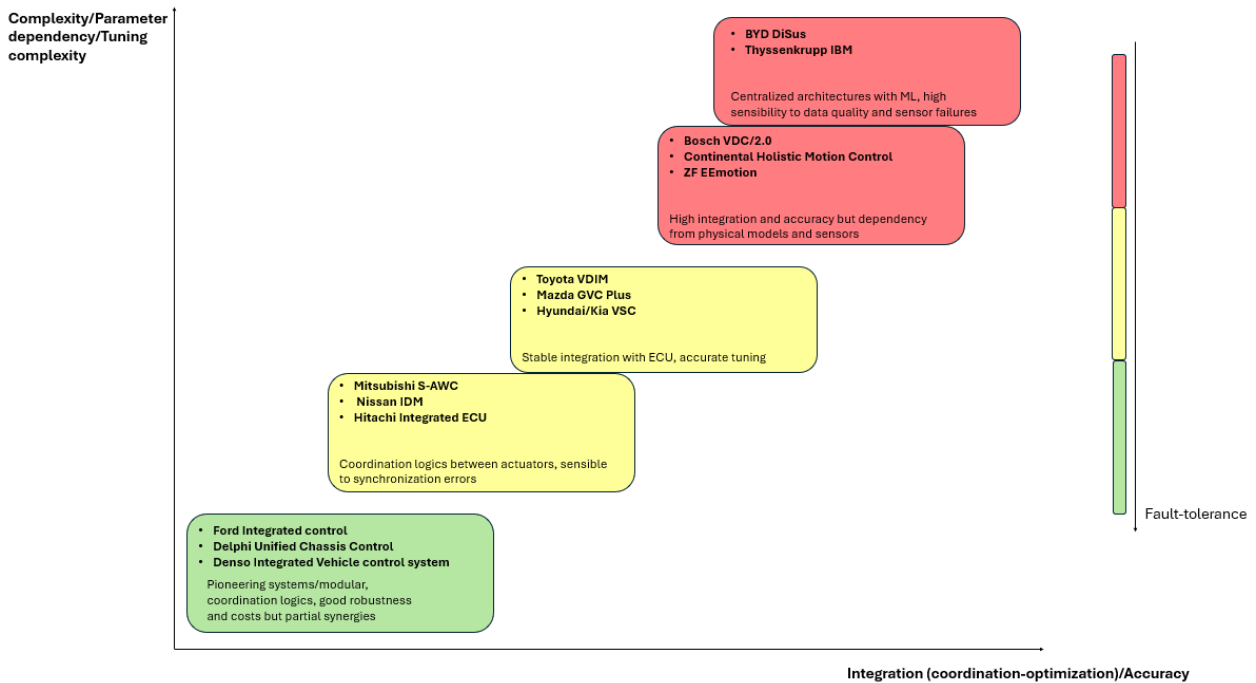 Complexity/Parameter
dependency/Tuning
complexity
• BYD DiSus
• Thyssenkrupp IBM
Centralized architectures with ML, high
sensibility to data quality and sensor failures
• Bosch VDC/2.0
• Continental Holistic Motion Control
• ZF EEmotion
High integration and accuracy but dependency
from physical models and sensors
• Toyota VDIM
• Mazda GVC Plus
• Hyundai/Kia VSC
Stable integration with ECU, accurate tuning
• Mitsubishi S-AWC
• Nissan IDM
• Hitachi Integrated ECU
Coordination logics between actuators, sensible
to synchronization errors
• Ford Integrated control
• Delphi Unified Chassis Control
• Denso Integrated Vehicle control system
Pioneering systems/modular,
coordination logics, good robustness
and costs but partial synergies
Fault-tolerance
Integration (coordination-optimization)/Accuracy